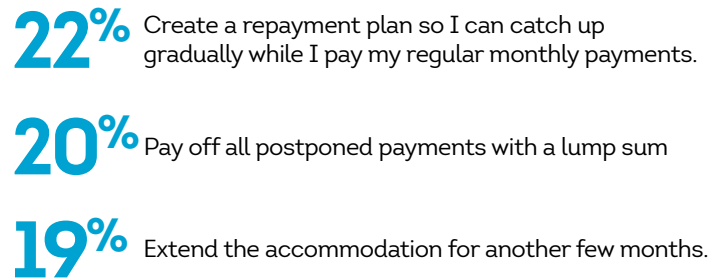 22% Create a repayment plan so I can catch up
gradually while I pay my regular monthly payments.
20% Pay off all postponed payments with a lump sum
19% Extend the accommodation for another few months.